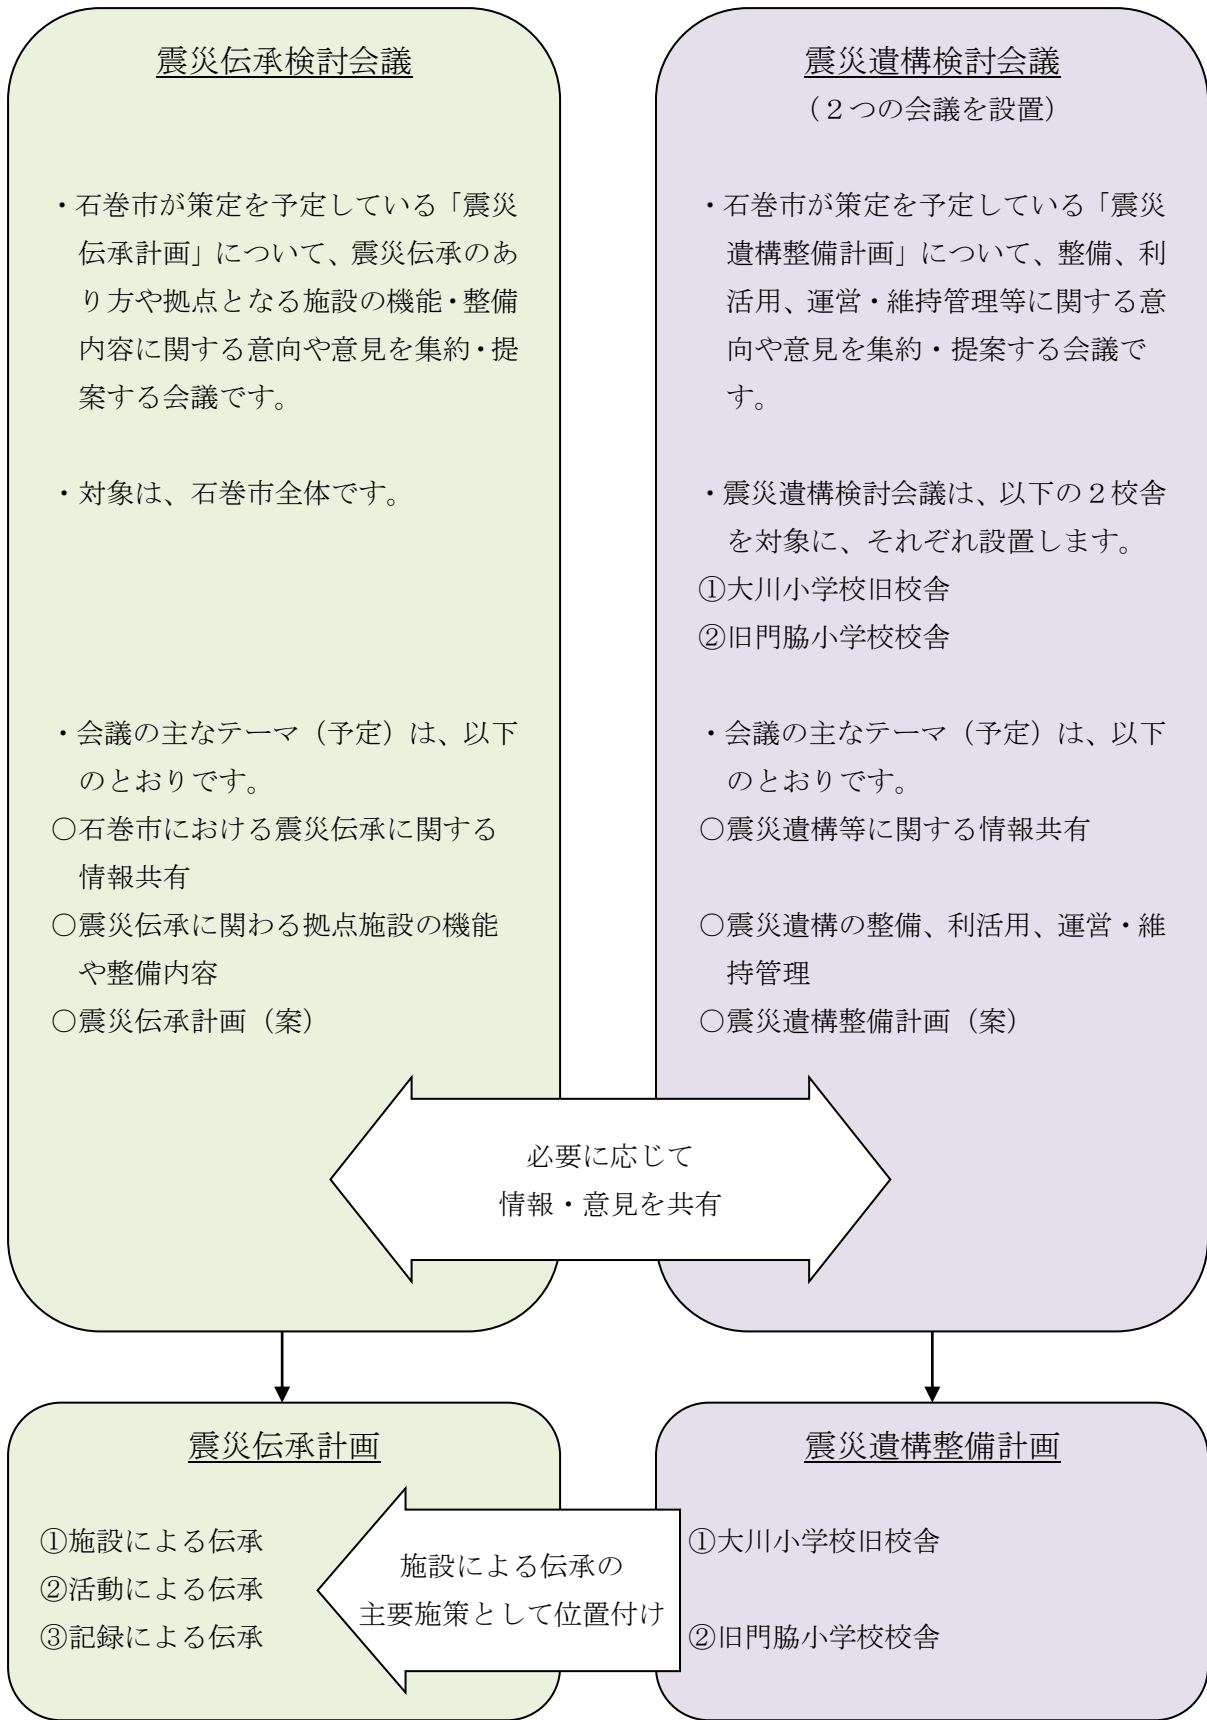 震災伝承検討会議
・石巻市が策定を予定している「震災
伝承計画」について、震災伝承のあ
り方や拠点となる施設の機能・整備
内容に関する意向や意見を集約・提
案する会議です。
・対象は、石巻市全体です。
・会議の主なテーマ（予定）は、以下
のとおりです。
○石巻市における震災伝承に関する
情報共有
○震災伝承に関わる拠点施設の機能
や整備内容
○震災伝承計画（案）
震災遺構検討会議
（２つの会議を設置）
・石巻市が策定を予定している「震災
遺構整備計画」について、整備、利
活用、運営・維持管理等に関する意
向や意見を集約・提案する会議で
す。
・震災遺構検討会議は、以下の２校舎
を対象に、それぞれ設置します。
①大川小学校旧校舎
②旧門脇小学校校舎
・会議の主なテーマ（予定）は、以下
のとおりです。
○震災遺構等に関する情報共有
○震災遺構の整備、利活用、運営・維
持管理
○震災遺構整備計画（案）
必要に応じて
情報・意見を共有
震災伝承計画
①施設による伝承
②活動による伝承
③記録による伝承
施設による伝承の
主要施策として位置付け
震災遺構整備計画
①大川小学校旧校舎
②旧門脇小学校校舎